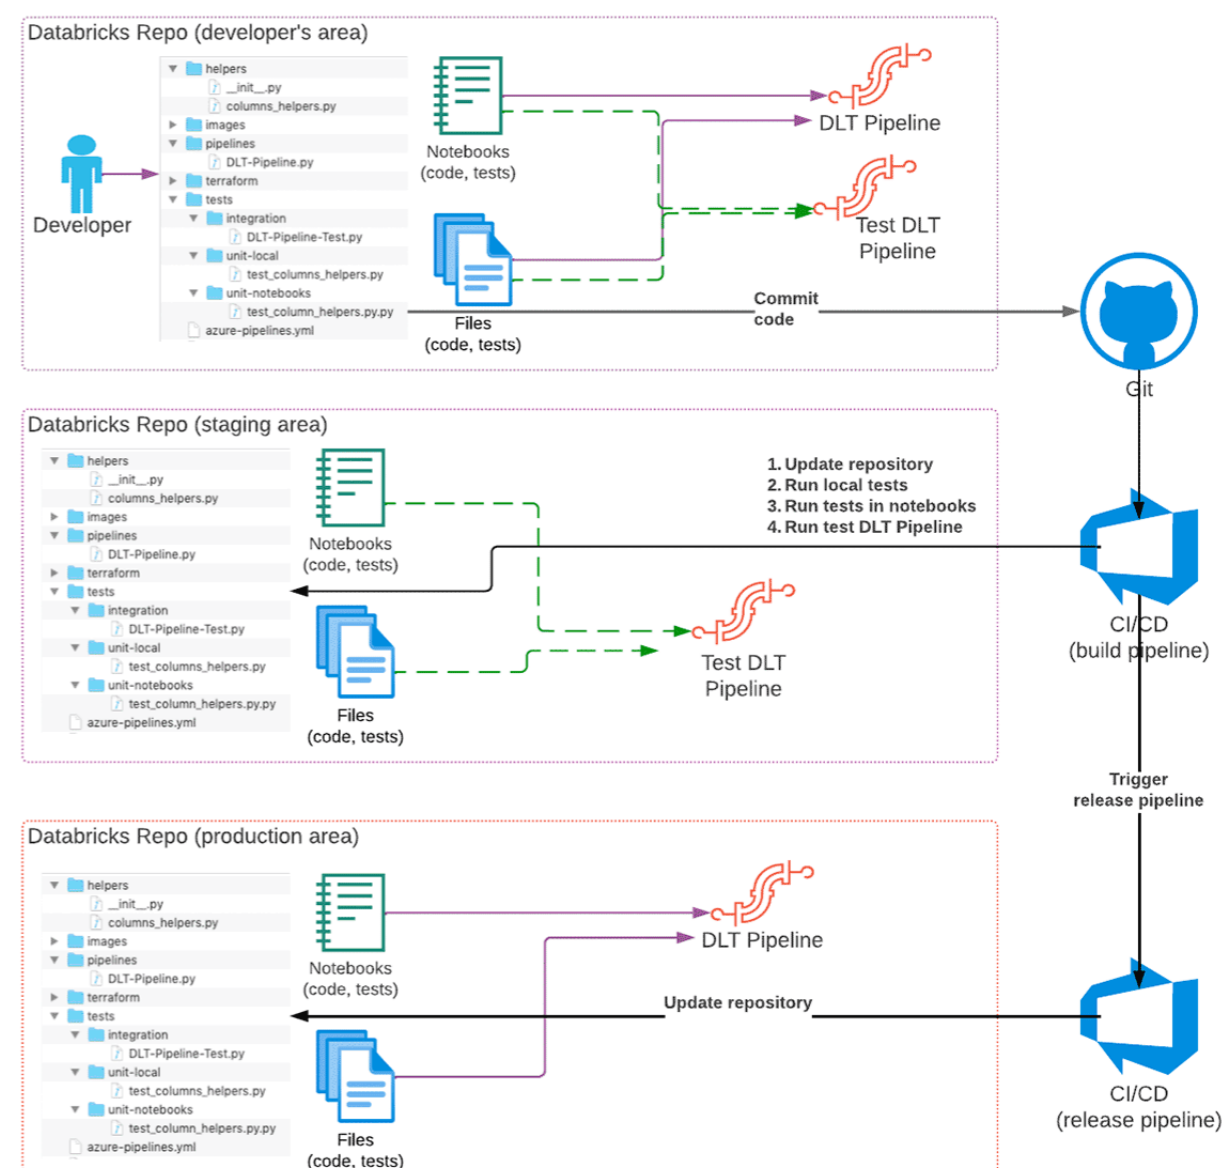 Databricks Repo (developer's area)
helpers
__init__.py
columns_helpers.py
images
pipelines
DLT-Pipeline.py
terraform
tests
integration
DLT-Pipeline-Test.py
unit-local
test_columns_helpers.py
unit-notebooks
test_column_helpers.py.py
azure-pipelines.yml
Developer
Notebooks
(code, tests)
Files
(code, tests)
DLT Pipeline
Test DLT
Pipeline
Commit
code
Git
Databricks Repo (staging area)
helpers
__init__.py
columns_helpers.py
images
pipelines
DLT-Pipeline.py
terraform
tests
integration
DLT-Pipeline-Test.py
unit-local
test_columns_helpers.py
unit-notebooks
test_column_helpers.py.py
azure-pipelines.yml
Notebooks
(code, tests)
Files
(code, tests)
1. Update repository
2. Run local tests
3. Run tests in notebooks
4. Run test DLT Pipeline
Test DLT
Pipeline
CI/CD
(build pipeline)
Trigger
release pipeline
Databricks Repo (production area)
helpers
__init__.py
columns_helpers.py
images
pipelines
DLT-Pipeline.py
terraform
tests
integration
DLT-Pipeline-Test.py
unit-local
test_columns_helpers.py
unit-notebooks
test_column_helpers.py.py
azure-pipelines.yml
Notebooks
(code, tests)
Files
(code, tests)
DLT Pipeline
Update repository
CI/CD
(release pipeline)